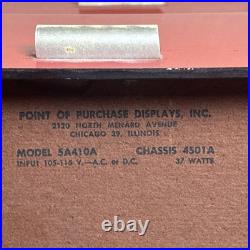 POINT OF PURCHASE DISPLAYS, INC.
2120 NORTH MENARD AVENUE
CHICAGO 39, ILLINOIS
MODEL 5A410A CHASSIS 4501A
INPUT 105-115 V.—A.C. or D.C. 37 WATTS